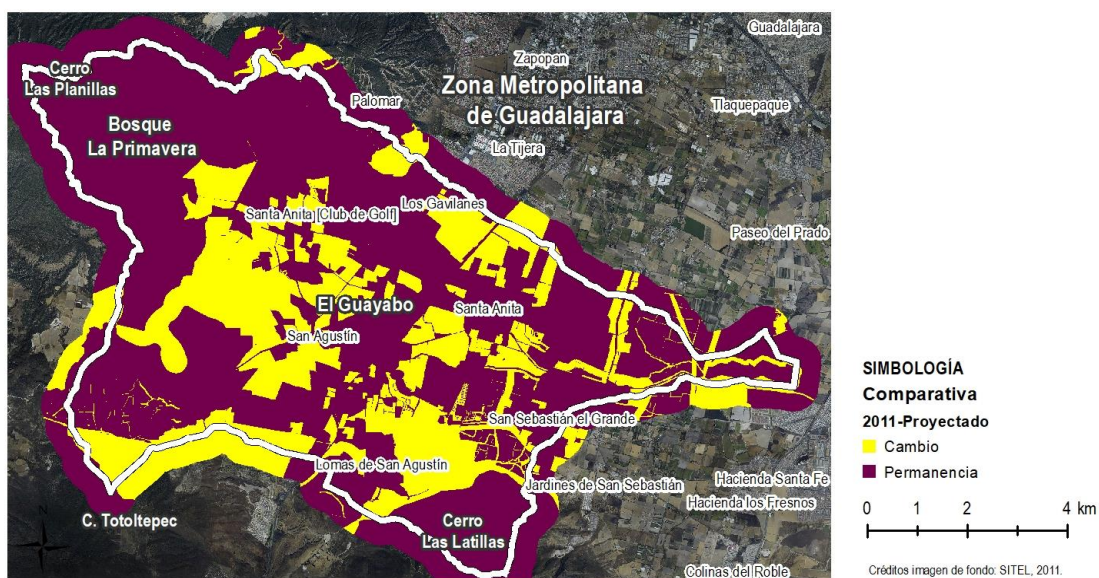 Guadalajara
Zapopan
Cerro
Las Planillas
Zona Metropolitana
de Guadalajara
Palomar
Tlaquepaque
Bosque
La Primavera
La Tijera
Los Gavilanes
Santa Anita [Club de Golf]
Paseo del Prado
El Guayabo
Santa Anita
San Agustín
SIMBOLOGÍA
Comparativa
2011-Proyectado
Cambio
Permanencia
San Sebastián el Grande
Lomas de San Agustín
Jardines de San Sebastián
Hacienda Santa Fe
Hacienda los Fresnos
0 1 2 4 km
N
C. Totoltepec
Cerro
Las Latillas
Colinas del Roble
Créditos imagen de fondo: SITEL, 2011.